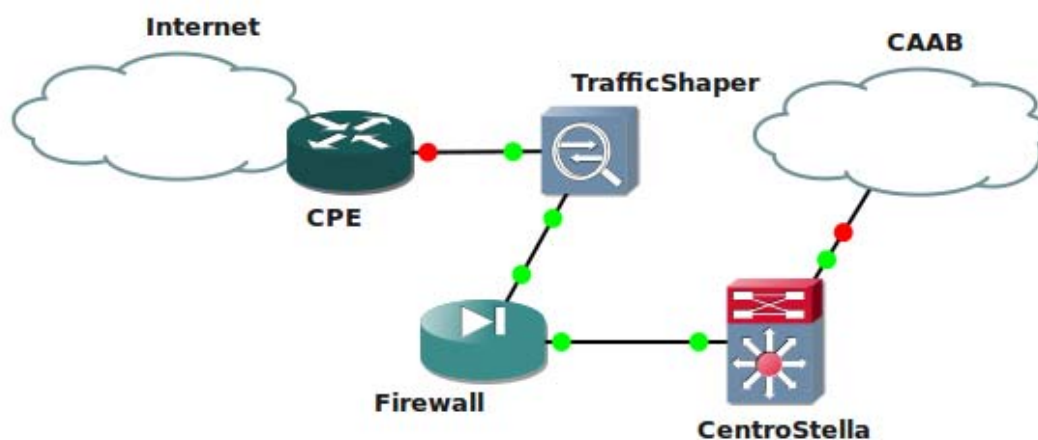 Internet
CAAB
TrafficShaper
CPE
Firewall
CentroStella